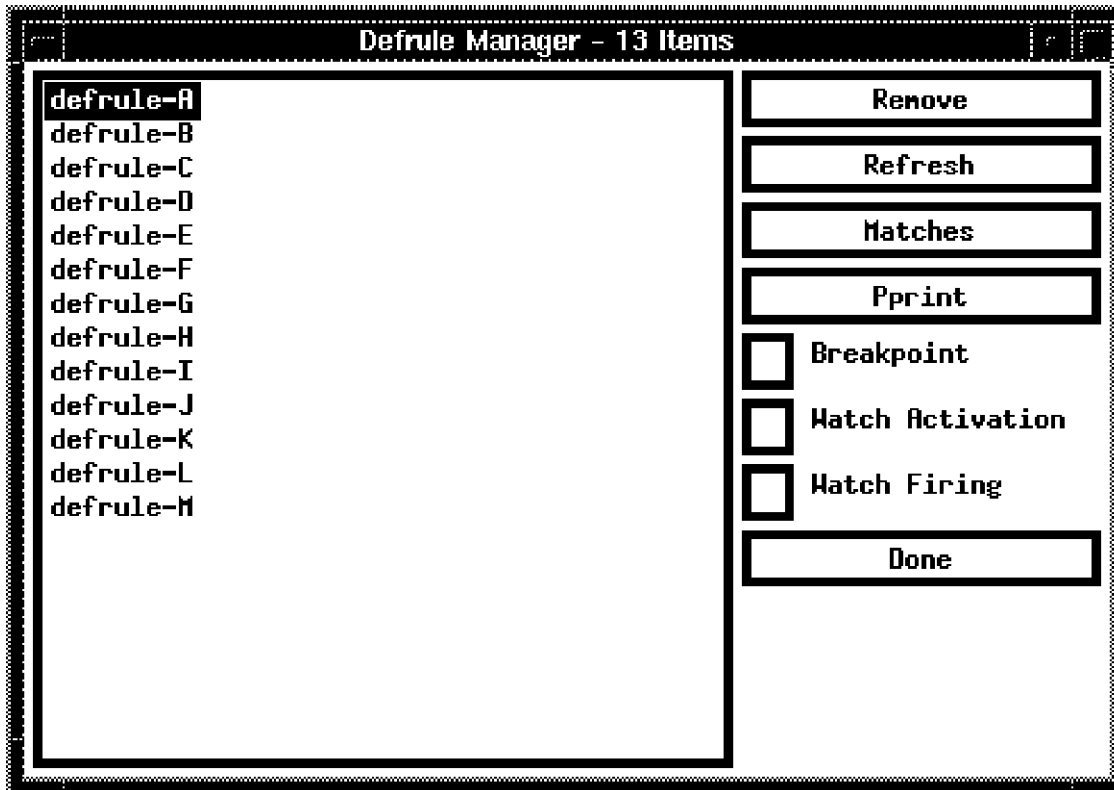 Defrule Manager - 13 Items
defrule-A
defrule-B
defrule-C
defrule-D
defrule-E
defrule-F
defrule-G
defrule-H
defrule-I
defrule-J
defrule-K
defrule-L
defrule-M
Remove
Refresh
Matches
Pprint
Breakpoint
Watch Activation
Watch Firing
Done